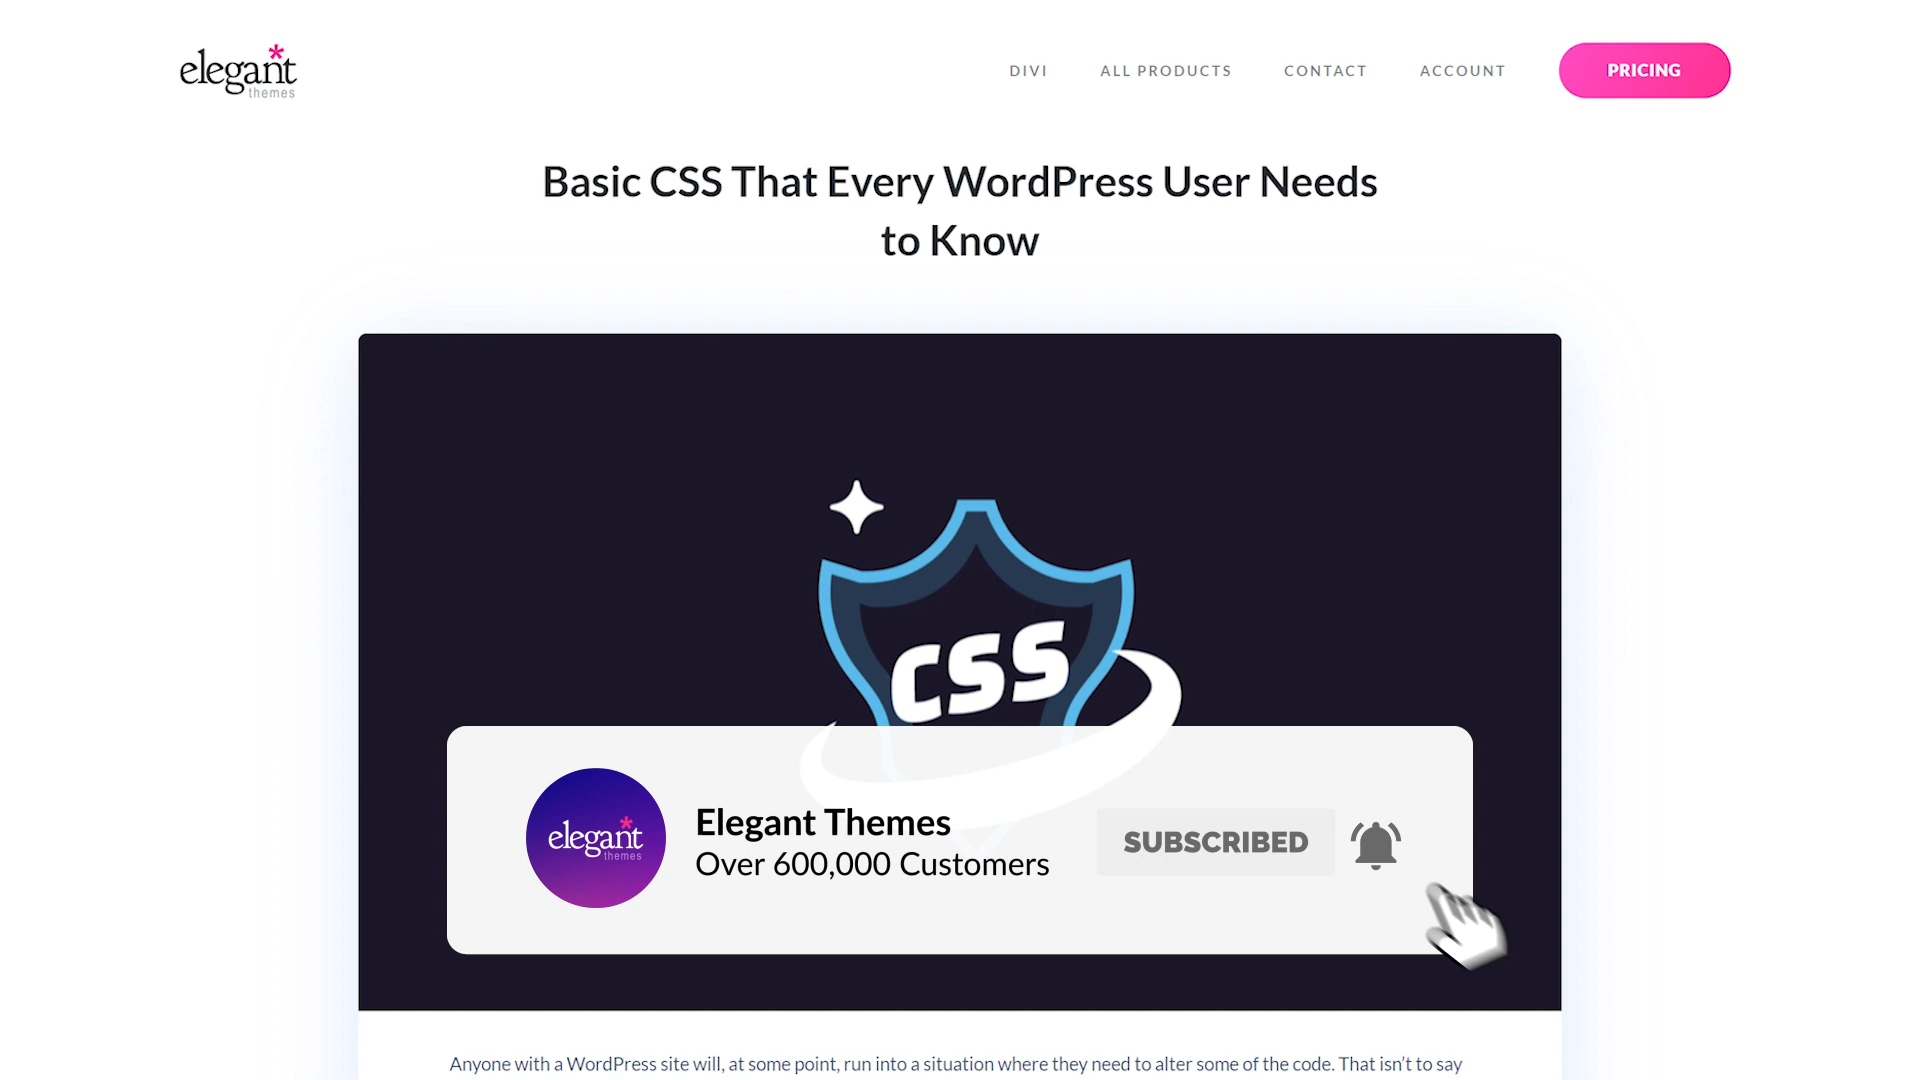 elegant*
themes
DIVI
ALL PRODUCTS
CONTACT
ACCOUNT
PRICING
Basic CSS That Every WordPress User Needs
to Know
CSS
elegant*
themes
Elegant Themes
Over 600,000 Customers
SUBSCRIBED
Anyone with a WordPress site will, at some point, run into a situation where they need to alter some of the code. That isn't to say